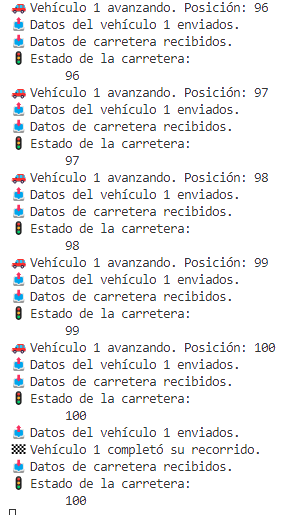 Vehículo 1 avanzando. Posición: 96
Datos del vehículo 1 enviados.
Datos de carretera recibidos.
Estado de la carretera:
96
Vehículo 1 avanzando. Posición: 97
Datos del vehículo 1 enviados.
Datos de carretera recibidos.
Estado de la carretera:
97
Vehículo 1 avanzando. Posición: 98
Datos del vehículo 1 enviados.
Datos de carretera recibidos.
Estado de la carretera:
98
Vehículo 1 avanzando. Posición: 99
Datos del vehículo 1 enviados.
Datos de carretera recibidos.
Estado de la carretera:
99
Vehículo 1 avanzando. Posición: 100
Datos del vehículo 1 enviados.
Datos de carretera recibidos.
Estado de la carretera:
100
Datos del vehículo 1 enviados.
Vehículo 1 completó su recorrido.
Datos de carretera recibidos.
Estado de la carretera:
100